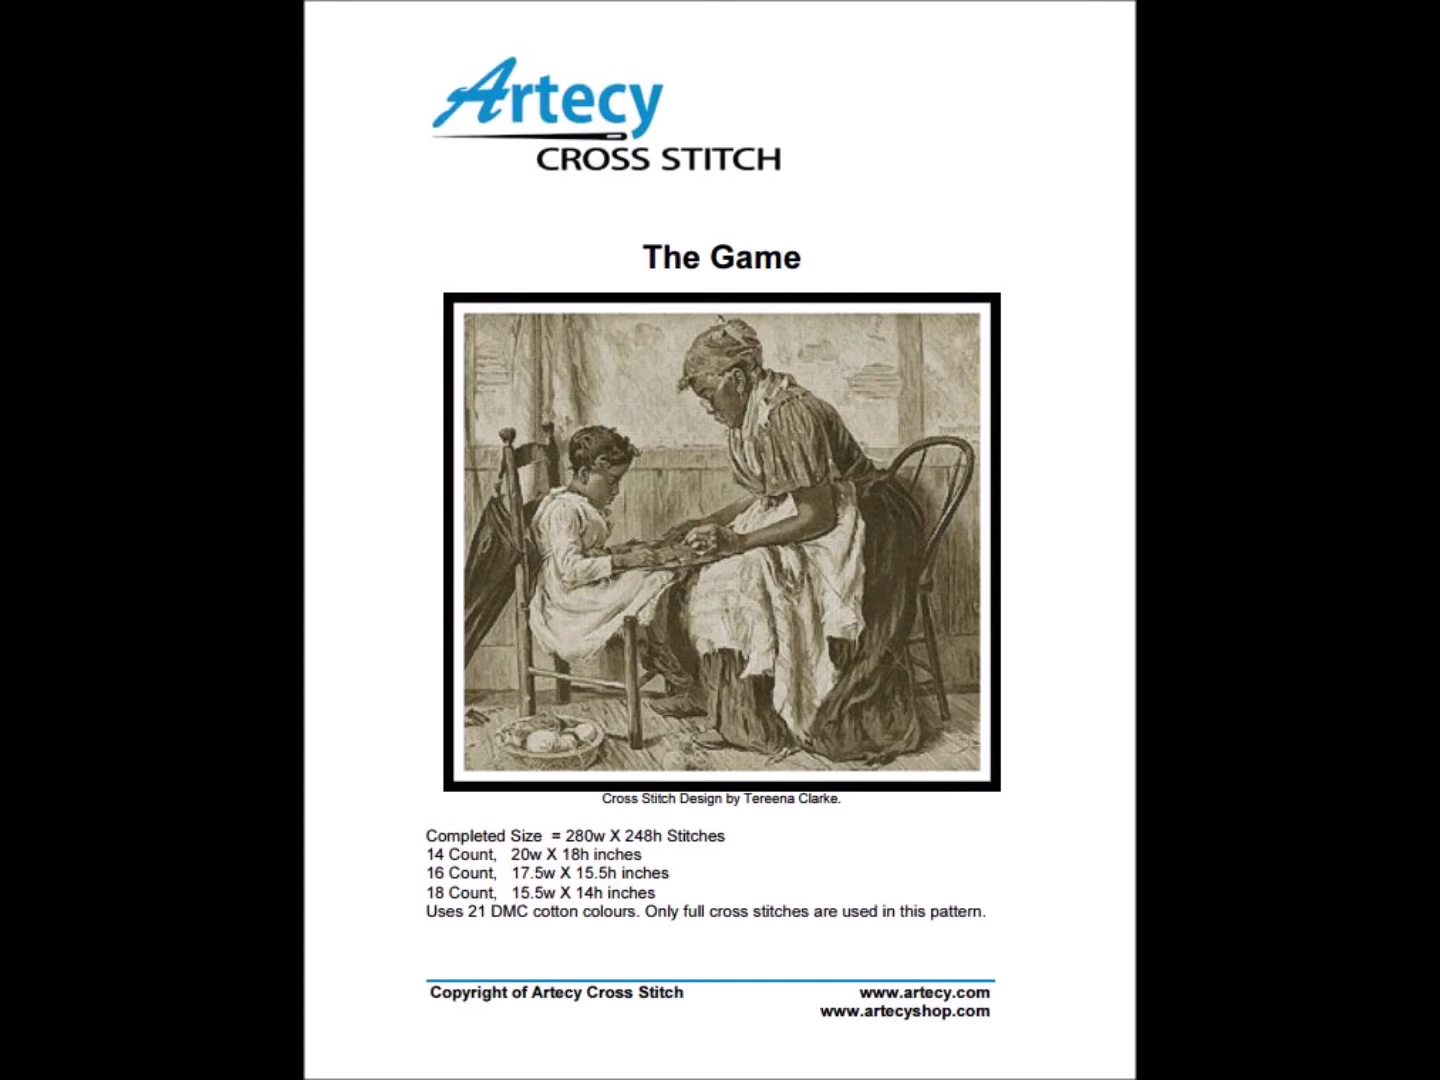 Artecy
CROSS STITCH
The Game
Cross Stitch Design by Tereena Clarke.
Completed Size = 280w X 248h Stitches
14 Count, 20w X 18h inches
16 Count, 17.5w X 15.5h inches
18 Count, 15.5w X 14h inches
Uses 21 DMC cotton colours. Only full cross stitches are used in this pattern.
Copyright of Artecy Cross Stitch www.artecy.com
www.artecyshop.com